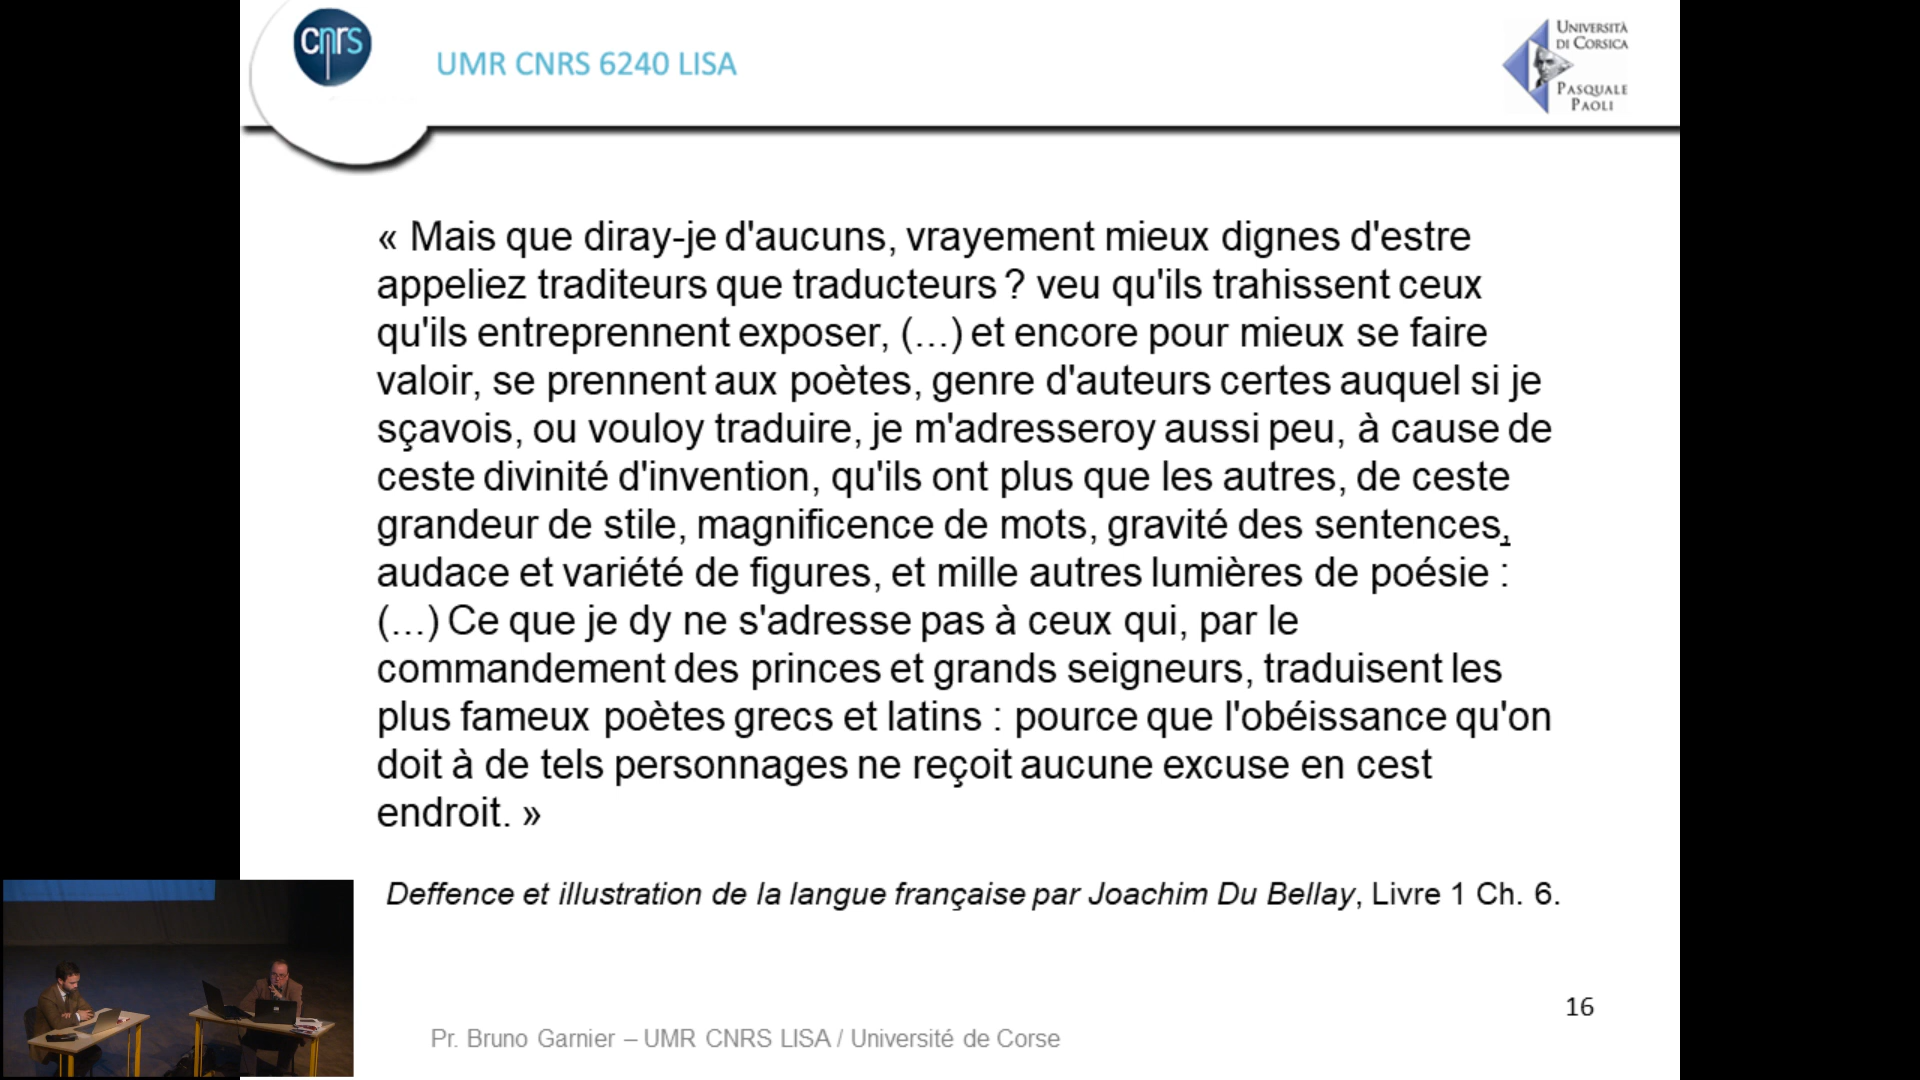 cnrs
UMR CNRS 6240 LISA
UNIVERSITÀ
DI CORSICA
PASQUALE
PAOLI
« Mais que diray-je d'aucuns, vrayement mieux dignes d'estre
appeliez traditeurs que traducteurs ? veu qu'ils trahissent ceux
qu'ils entreprennent exposer, (...) et encore pour mieux se faire
valoir, se prennent aux poètes, genre d'auteurs certes auquel si je
sçavois, ou vouloy traduire, je m'adresseroy aussi peu, à cause de
ceste divinité d'invention, qu'ils ont plus que les autres, de ceste
grandeur de stile, magnificence de mots, gravité des sentences,
audace et variété de figures, et mille autres lumières de poésie :
(...) Ce que je dy ne s'adresse pas à ceux qui, par le
commandement des princes et grands seigneurs, traduisent les
plus fameux poètes grecs et latins : pource que l'obéissance qu'on
doit à de tels personnages ne reçoit aucune excuse en cest
endroit. »
Deffence et illustration de la langue française par Joachim Du Bellay, Livre 1 Ch. 6.
16
Pr. Bruno Garnier – UMR CNRS LISA / Université de Corse